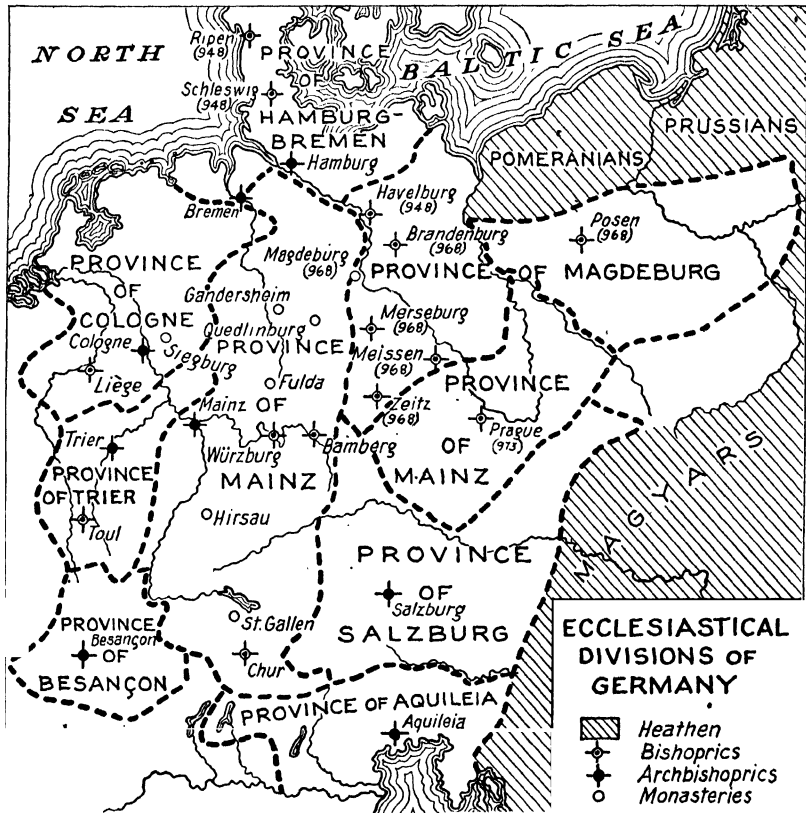 NORTH
SEA
BALTIC SEA
Ripen
(948)
PROVINCE
OF
HAMBURG-
BREMEN
Schleswig
(948)
Hamburg
Bremen
POMERANIANS
PRUSSIANS
Havelburg
(948)
Brandenburg
(968)
Posen
(968)
Magdeburg
(968)
PROVINCE OF MAGDEBURG
PROVINCE
OF
COLOGNE
Cologne
Siegburg
Liège
Gandersheim
Quedlinburg
PROVINCE
OF
MAINZ
Fulda
Merseburg
(968)
Meissen
(968)
Zeitz
(968)
PROVINCE
OF
MAINZ
Prague
(973)
Mainz
Würzburg
Bamberg
Trier
PROVINCE
OF TRIER
Toul
Hirsau
MAGYARS
PROVINCE
OF
SALZBURG
Salzburg
St. Gallen
Chur
PROVINCE
Besançon
OF
BESANÇON
PROVINCE OF AQUILEIA
Aquileia
ECCLESIASTICAL
DIVISIONS OF
GERMANY
Heathen
Bishoprics
Archbishoprics
Monasteries